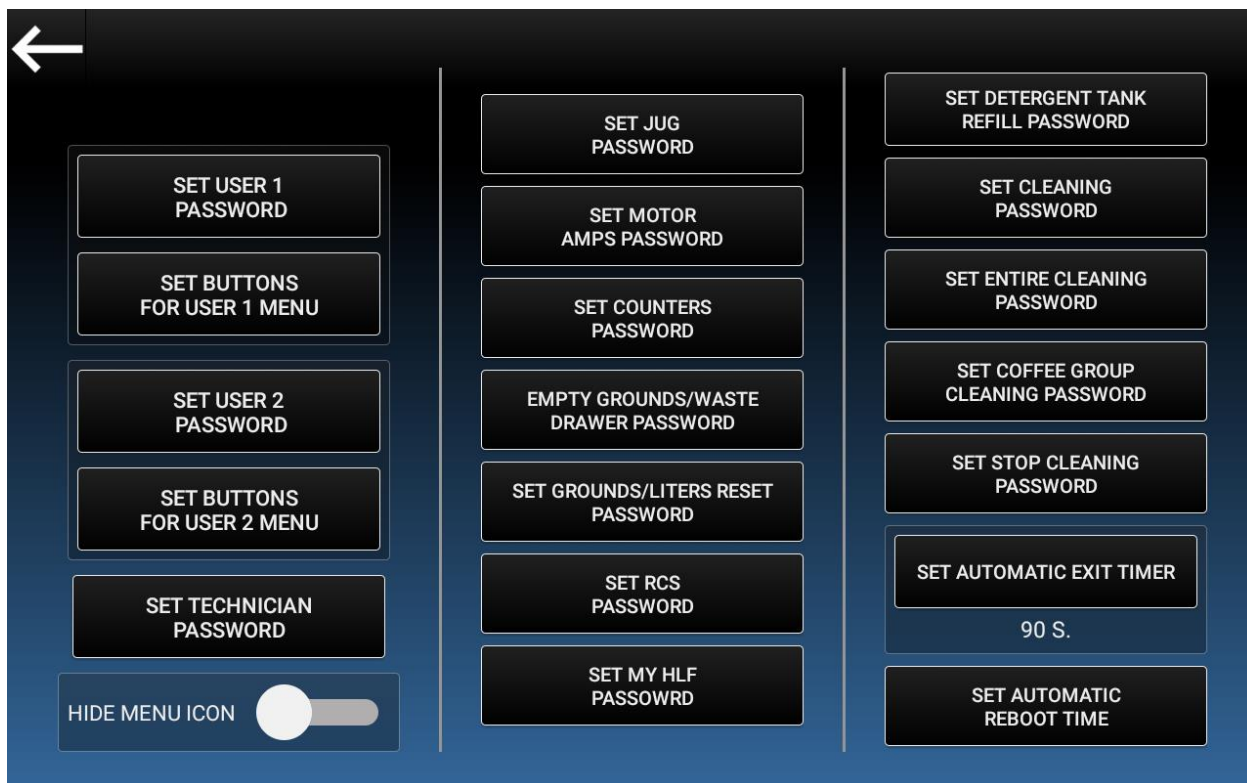 SET USER 1
PASSWORD
SET BUTTONS
FOR USER 1 MENU
SET USER 2
PASSWORD
SET BUTTONS
FOR USER 2 MENU
SET TECHNICIAN
PASSWORD
HIDE MENU ICON
SET JUG
PASSWORD
SET MOTOR
AMPS PASSWORD
SET COUNTERS
PASSWORD
EMPTY GROUNDS/WASTE
DRAWER PASSWORD
SET GROUNDS/LITERS RESET
PASSWORD
SET RCS
PASSWORD
SET MY HLF
PASSOWRD
SET DETERGENT TANK
REFILL PASSWORD
SET CLEANING
PASSWORD
SET ENTIRE CLEANING
PASSWORD
SET COFFEE GROUP
CLEANING PASSWORD
SET STOP CLEANING
PASSWORD
SET AUTOMATIC EXIT TIMER
90 S.
SET AUTOMATIC
REBOOT TIME